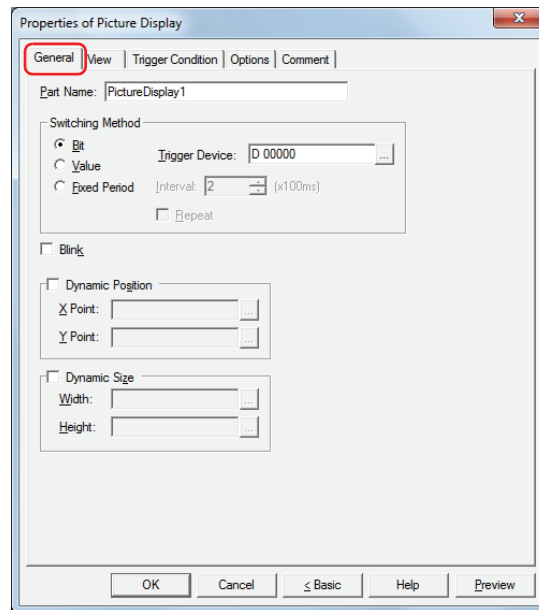 Properties of Picture Display
General View Trigger Condition Options Comment
Part Name: PictureDisplay1
Switching Method
Bit
Trigger Device: D 00000 ...
Value
Fixed Period Interval: 2 (x100ms)
Repeat
Blink
Dynamic Position
X Point: ...
Y Point: ...
Dynamic Size
Width: ...
Height: ...
OK Cancel < Basic Help Preview